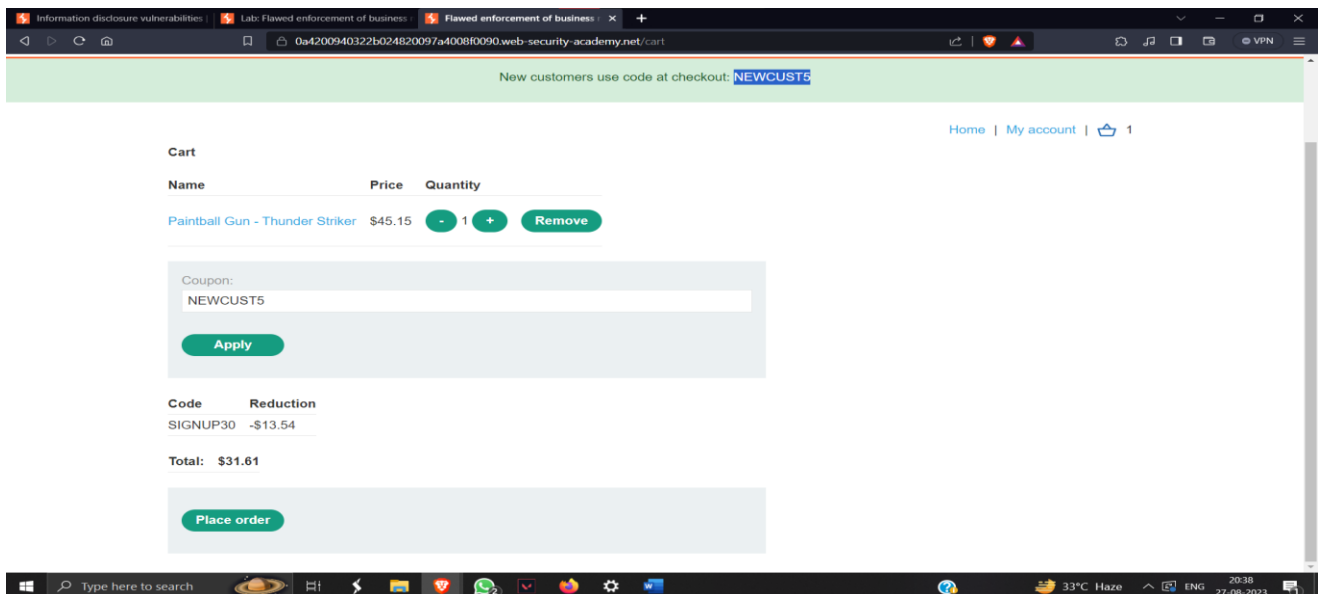 Information disclosure vulnerabilities |
Lab: Flawed enforcement of business
Flawed enforcement of business
0a4200940322b024820097a4008f0090.web-security-academy.net/cart
VPN
New customers use code at checkout: NEWCUST5
Home | My account | 1
Cart
Name Price Quantity
Paintball Gun - Thunder Striker $45.15 - 1 + Remove
Coupon:
NEWCUST5
Apply
Code Reduction
SIGNUP30 -$13.54
Total: $31.61
Place order
Type here to search
33°C Haze ENG 20:38
27-08-2023